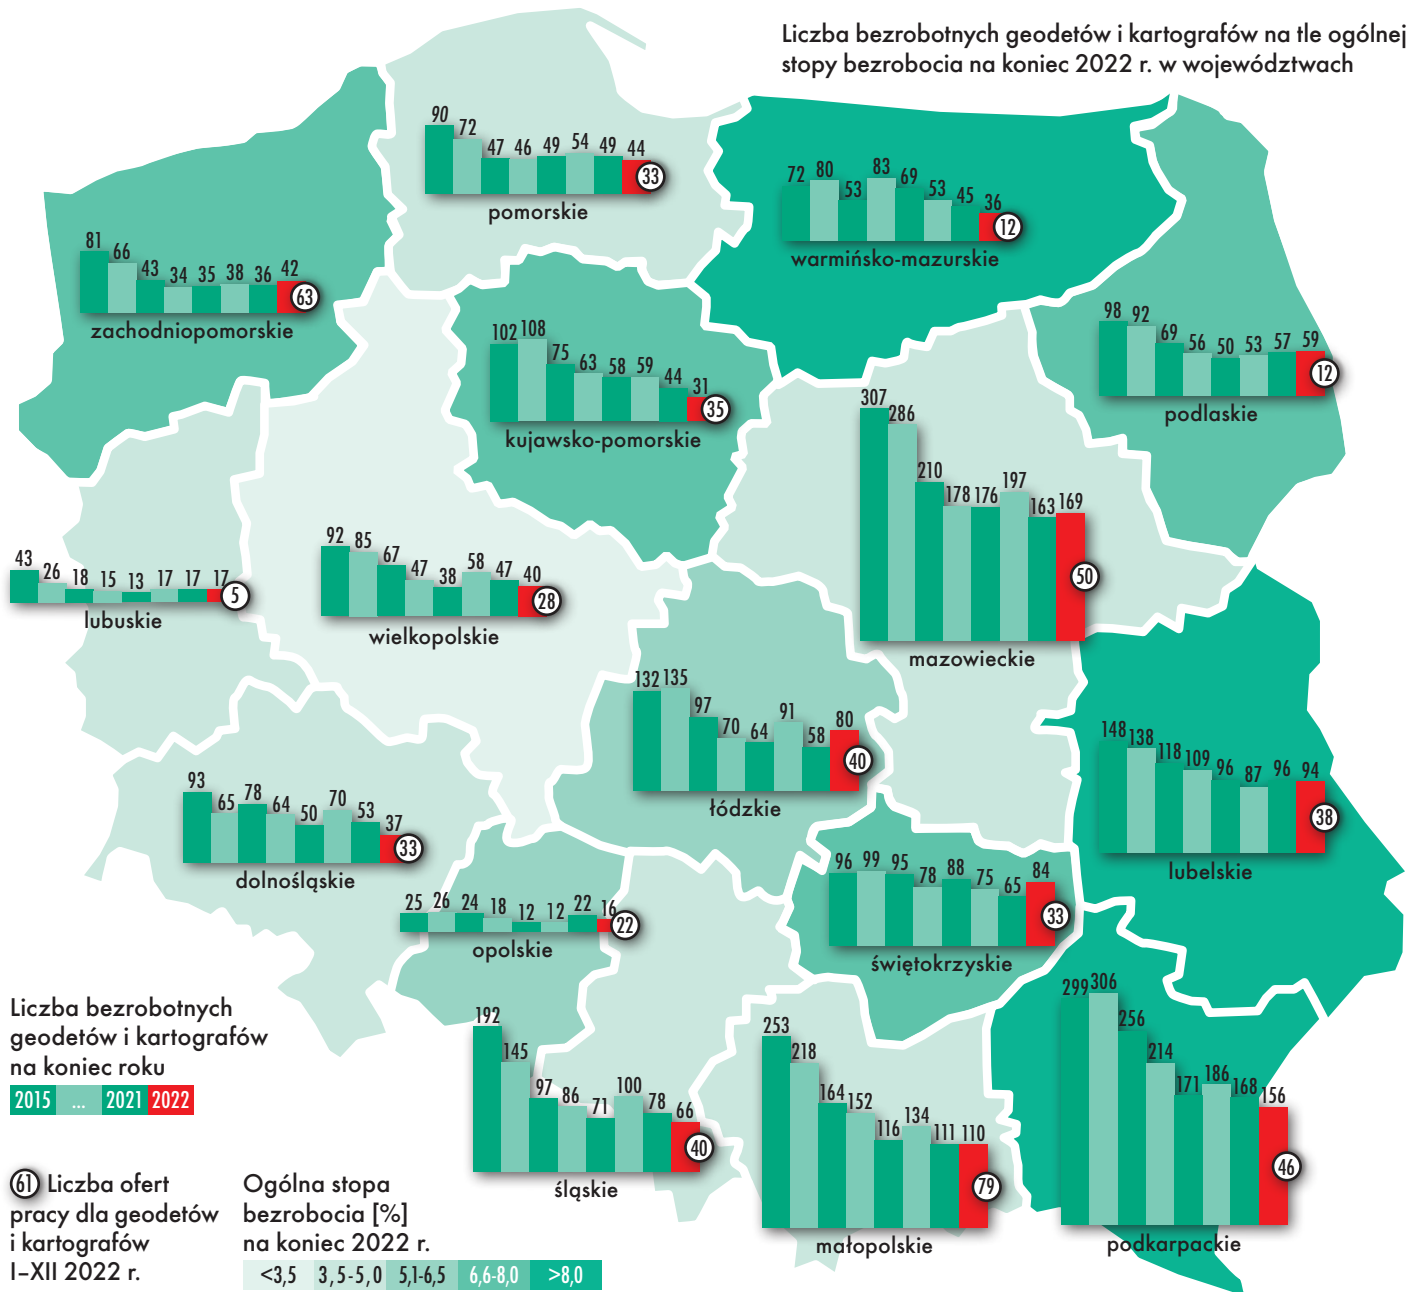 Liczba bezrobotnych geodetów i kartografów na tle ogólnej
stopy bezrobocia na koniec 2022 r. w województwach
90 72 47 46 49 54 49 44
33
pomorskie
72 80 53 83 69 53 45 36
12
warmińsko-mazurskie
81 66 43 34 35 38 36 42
63
zachodniopomorskie
102 108 75 63 58 59 44 31
35
kujawsko-pomorskie
98 92 69 56 50 53 57 59
12
podlaskie
307 286 210 178 176 197 163 169
50
mazowieckie
43 26 18 15 13 17 17 17
5
lubuskie
92 85 67 47 38 58 47 40
28
wielkopolskie
132 135 97 70 64 91 58 80
40
łódzkie
148 138 118 109 96 87 96 94
38
lubelskie
93 65 78 64 50 70 53 37
33
dolnośląskie
25 26 24 18 12 12 22 16
22
opolskie
96 99 95 78 88 75 65 84
33
świętokrzyskie
192 145 97 86 71 100 78 66
40
śląskie
253 218 164 152 116 134 111 110
79
małopolskie
299 306 256 214 171 186 168 156
46
podkarpackie
Liczba bezrobotnych
geodetów i kartografów
na koniec roku
2015 ... 2021 2022
61 Liczba ofert
pracy dla geodetów
i kartografów
I–XII 2022 r.
Ogólna stopa
bezrobocia [%]
na koniec 2022 r.
<3,5 3,5-5,0 5,1-6,5 6,6-8,0 >8,0